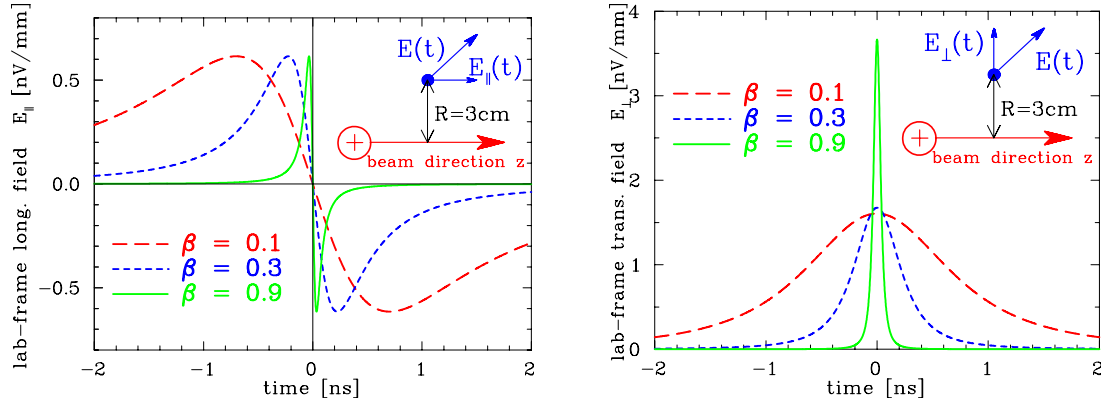 lab-frame long. field E∥ [nV/mm]
0.5
0.0
−0.5
E(t)
E∥(t)
R=3cm
+
beam direction z
β = 0.1
β = 0.3
β = 0.9
−2 −1 0 1 2
time [ns]
lab-frame trans. field E⊥ [nV/mm]
4
3
2
1
0
β = 0.1
β = 0.3
β = 0.9
E⊥(t)
E(t)
R=3cm
+
beam direction z
−2 −1 0 1 2
time [ns]